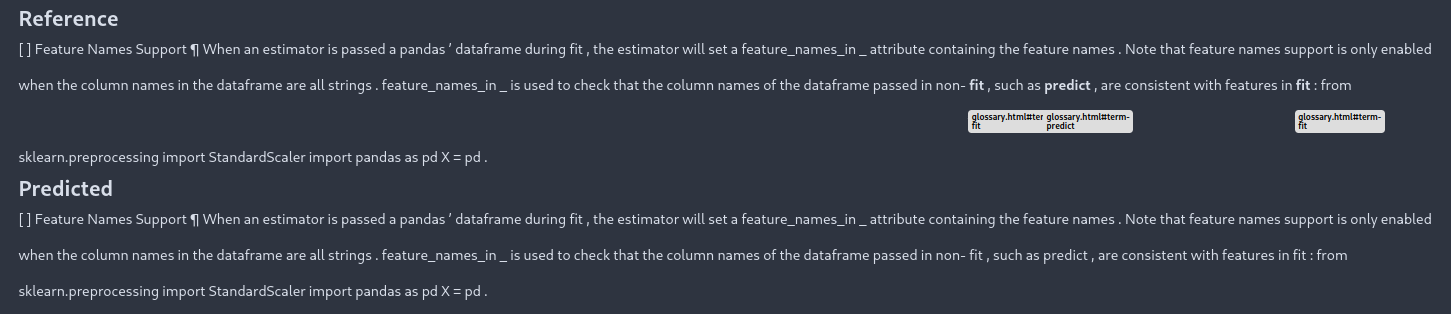 Reference
[ ] Feature Names Support ¶ When an estimator is passed a pandas ’ dataframe during fit , the estimator will set a feature_names_in _ attribute containing the feature names . Note that feature names support is only enabled
when the column names in the dataframe are all strings . feature_names_in _ is used to check that the column names of the dataframe passed in non- fit , such as predict , are consistent with features in fit : from
glossary.html#ter glossary.html#term- glossary.html#term-
fit predict fit
sklearn.preprocessing import StandardScaler import pandas as pd X = pd .
Predicted
[ ] Feature Names Support ¶ When an estimator is passed a pandas ’ dataframe during fit , the estimator will set a feature_names_in _ attribute containing the feature names . Note that feature names support is only enabled
when the column names in the dataframe are all strings . feature_names_in _ is used to check that the column names of the dataframe passed in non- fit , such as predict , are consistent with features in fit : from
sklearn.preprocessing import StandardScaler import pandas as pd X = pd .